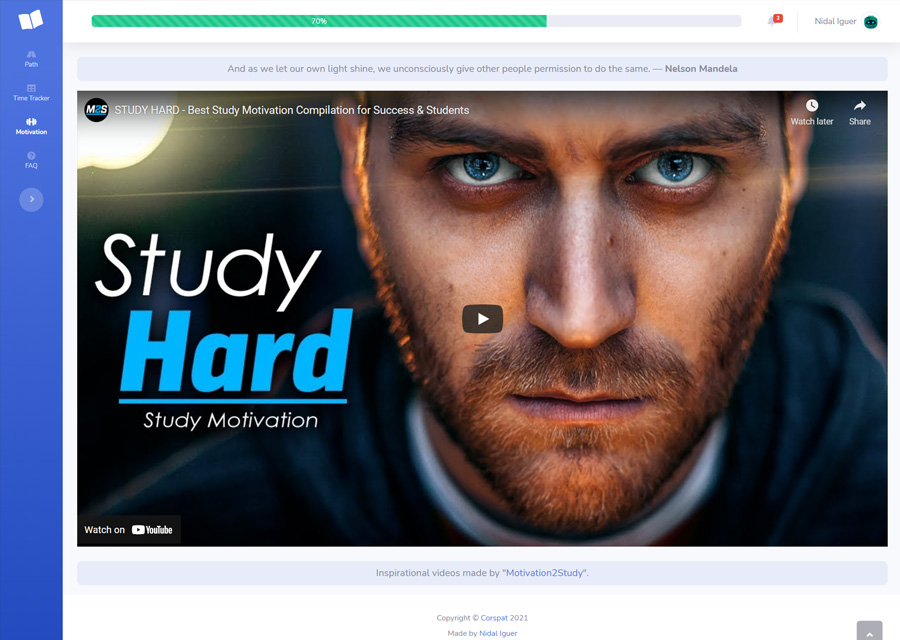 70%
2
Nidal Iguer
Path
Time Tracker
Motivation
FAQ
And as we let our own light shine, we unconsciously give other people permission to do the same. — Nelson Mandela
M2S
STUDY HARD - Best Study Motivation Compilation for Success & Students
Watch later
Share
Study
Hard
Study Motivation
Watch on YouTube
Inspirational videos made by "Motivation2Study".
Copyright © Corspat 2021
Made by Nidal Iguer